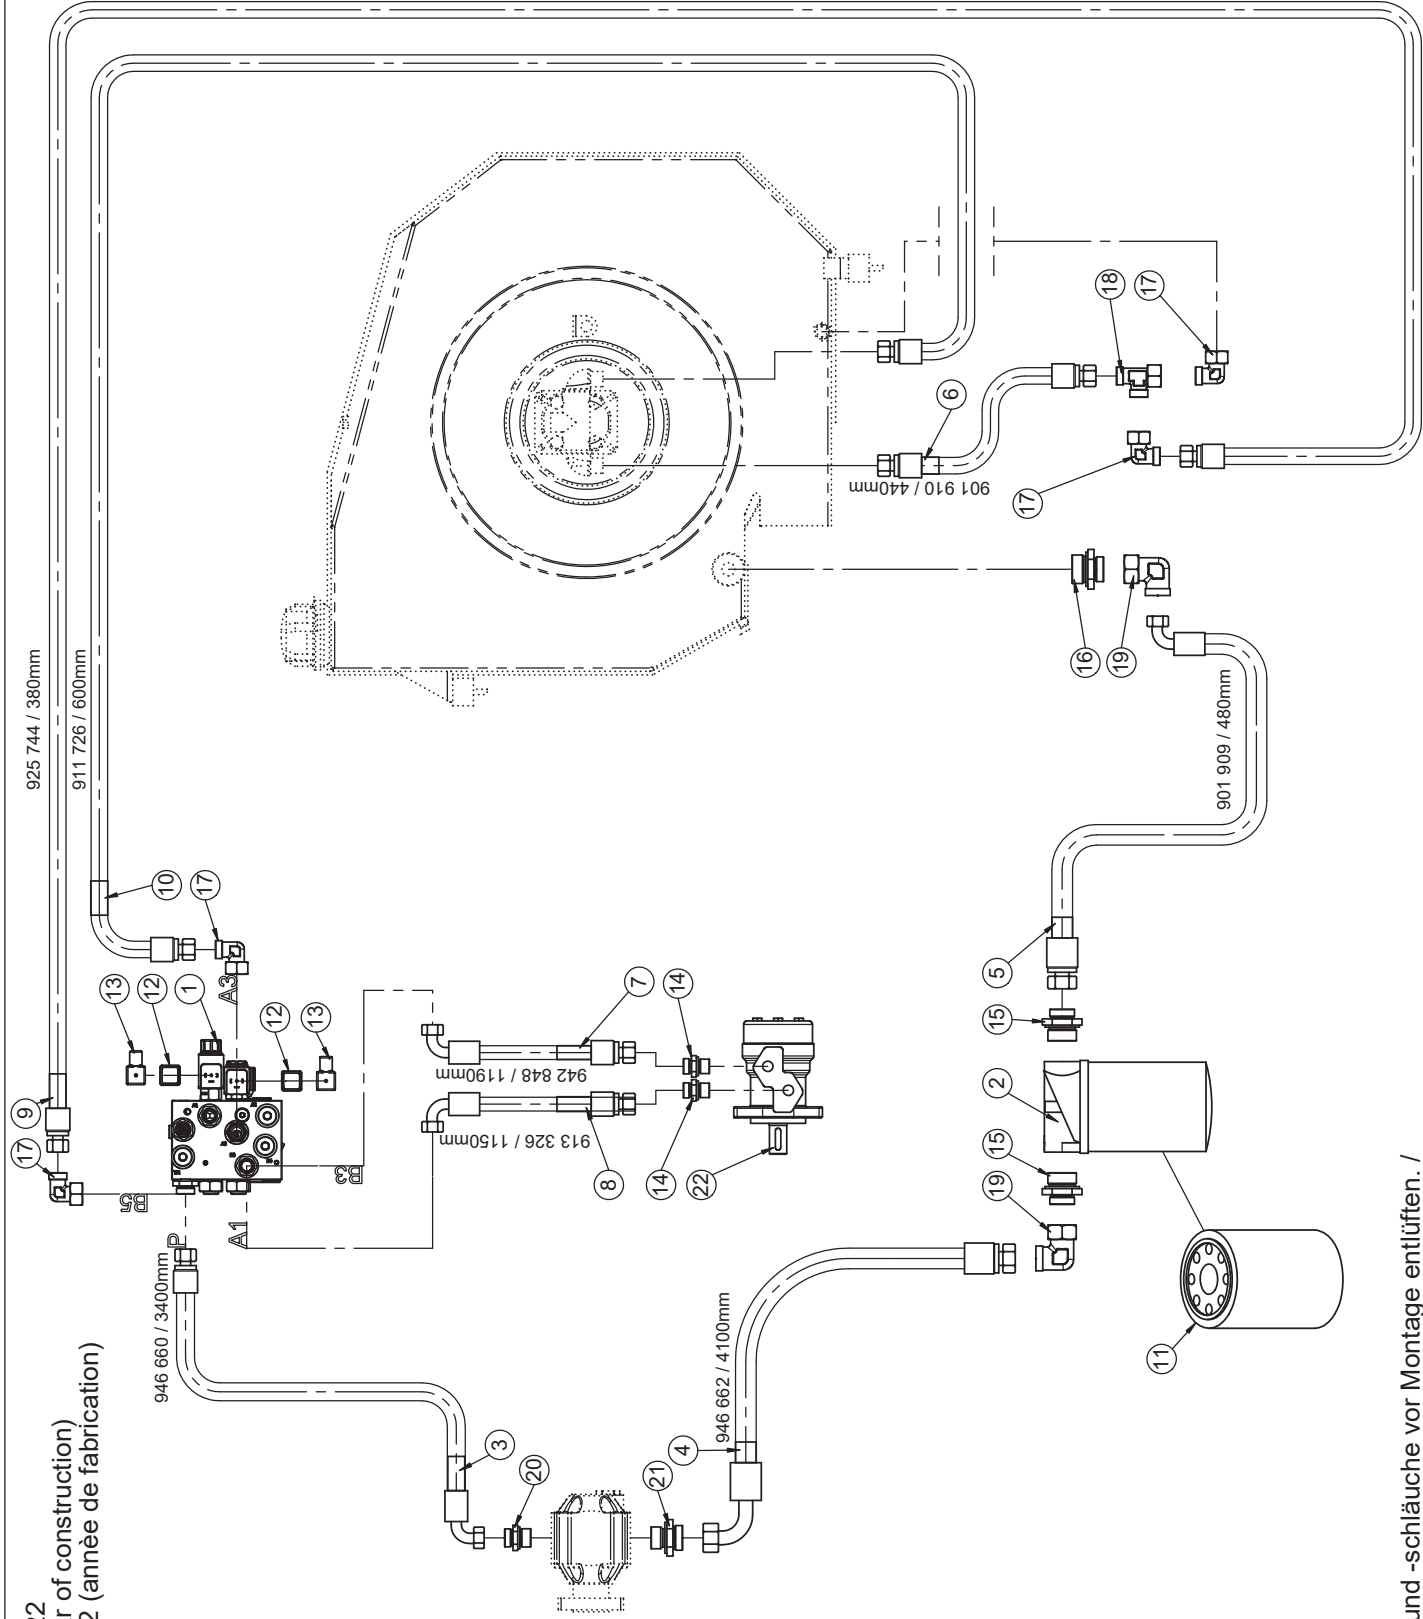 22
r of construction)
2 (annèe de fabrication)
925 744 / 380mm
911 726 / 600mm
946 660 / 3400mm
946 662 / 4100mm
942 848 / 1190mm
913 326 / 1150mm
901 910 / 440mm
901 909 / 480mm
9
17
13
12
1
12
13
10
17
B5
P
A1
B3
A3
7
14
8
14
22
3
20
21
4
5
15
2
15
19
11
6
18
17
17
16
19
und -schläuche vor Montage entlüften. /